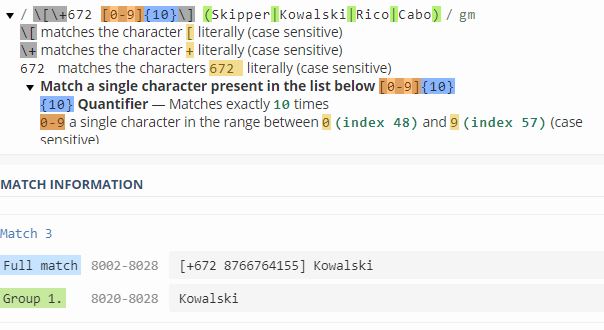 / \[\+672 [0-9]{10}\] (Skipper|Kowalski|Rico|Cabo) / gm
\[ matches the character [ literally (case sensitive)
\+ matches the character + literally (case sensitive)
672  matches the characters 672  literally (case sensitive)
Match a single character present in the list below [0-9]{10}
{10} Quantifier — Matches exactly 10 times
0-9 a single character in the range between 0 (index 48) and 9 (index 57) (case
sensitive)
MATCH INFORMATION
Match 3
Full match 8002-8028 [+672 8766764155] Kowalski
Group 1. 8020-8028 Kowalski